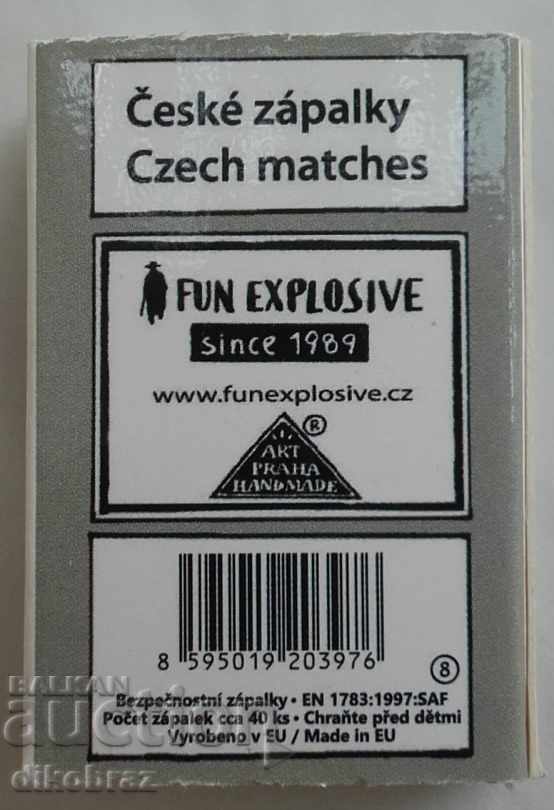 České zápalky
Czech matches
FUN EXPLOSIVE
since 1989
www.funexplosive.cz
®
ART
PRAHA
HANDMADE
8 595019 203976
8
Bezpečnostní zápalky • EN 1783:1997:SAF
Počet zápalek cca 40 ks • Chraňte před dětmi
Vyrobeno v EU / Made in EU
BALKAN
auction
dikobraz